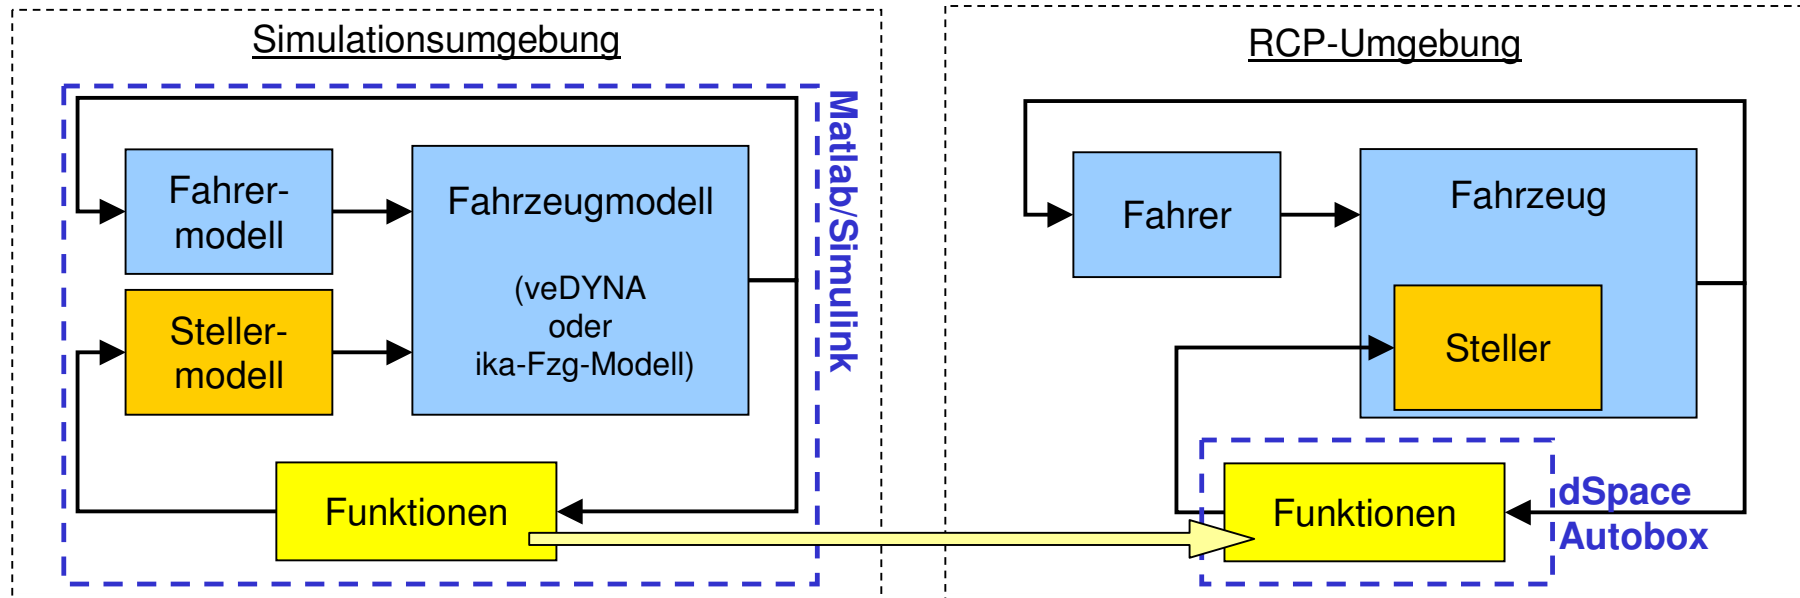 Simulationsumgebung
Fahrer-
modell
Fahrzeugmodell
(veDYNA
oder
ika-Fzg-Modell)
Steller-
modell
Funktionen
Matlab/Simulink
RCP-Umgebung
Fahrer
Fahrzeug
Steller
Funktionen
dSpace
Autobox